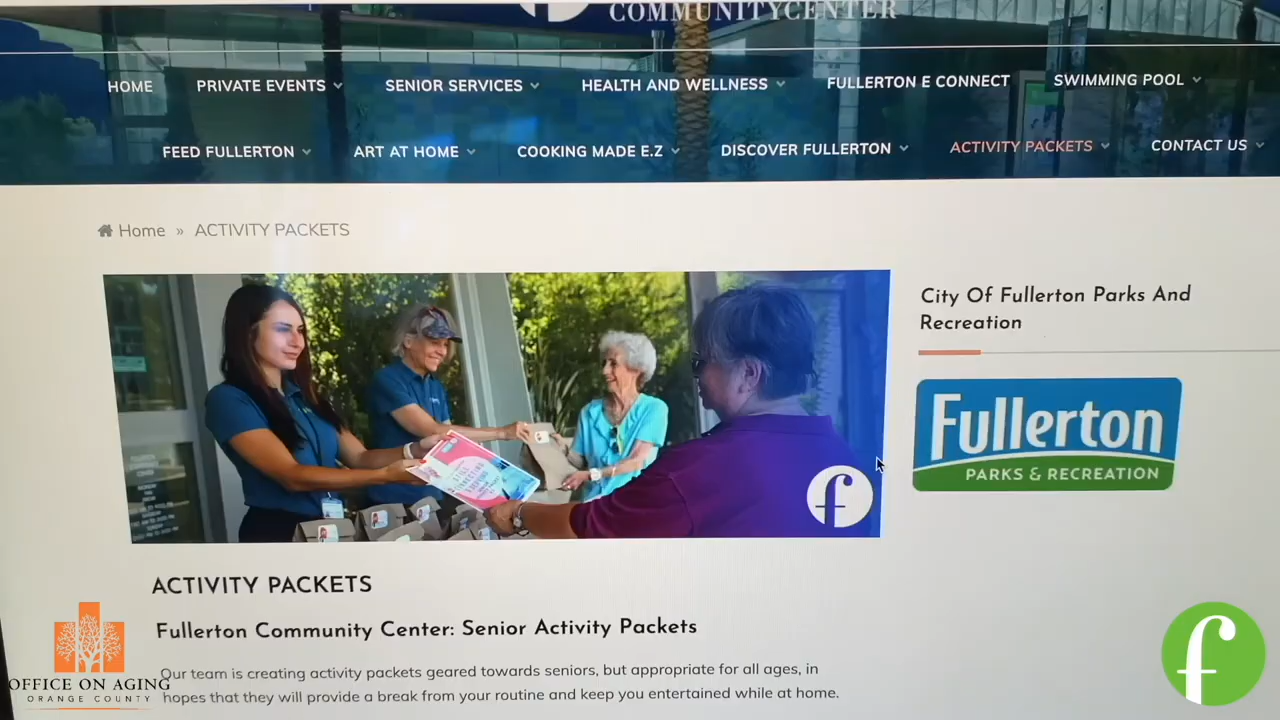 COMMUNITYCENTER
HOME PRIVATE EVENTS SENIOR SERVICES HEALTH AND WELLNESS FULLERTON E CONNECT SWIMMING POOL
FEED FULLERTON ART AT HOME COOKING MADE E.Z DISCOVER FULLERTON ACTIVITY PACKETS CONTACT US
Home » ACTIVITY PACKETS
City Of Fullerton Parks And
Recreation
Fullerton
PARKS & RECREATION
f
ACTIVITY PACKETS
Fullerton Community Center: Senior Activity Packets
Our team is creating activity packets geared towards seniors, but appropriate for all ages, in
hopes that they will provide a break from your routine and keep you entertained while at home.
OFFICE ON AGING
ORANGE COUNTY
f